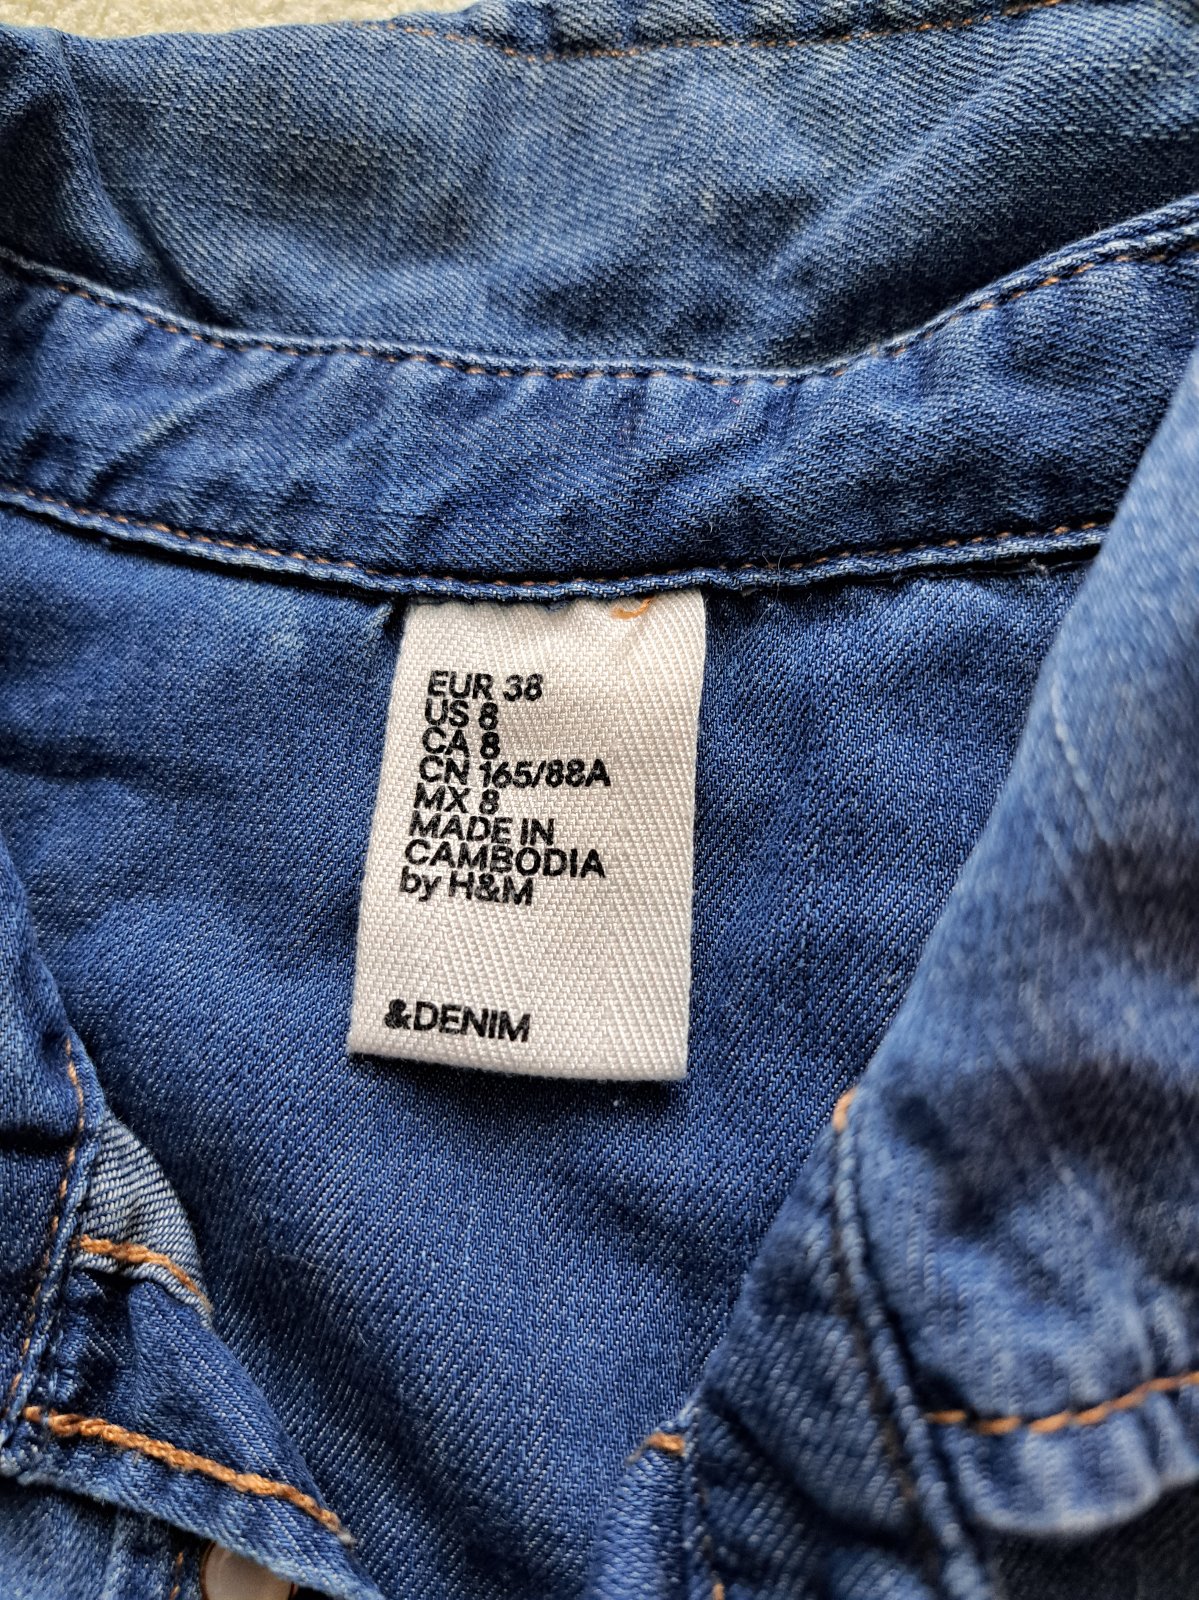 EUR 38
US 8
CA 8
CN 165/88A
MX 8
MADE IN
CAMBODIA
by H&M
&DENIM